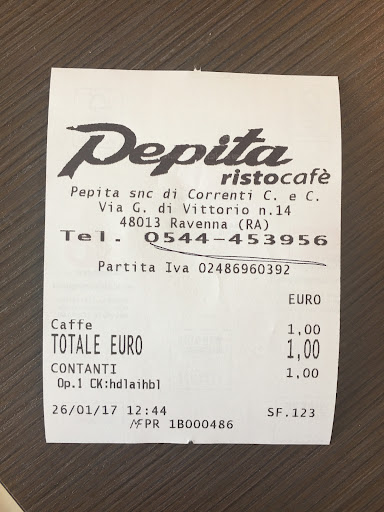 Pepita
ristocafè
Pepita snc di Correnti C. e C.
Via G. di Vittorio n.14
48013 Ravenna (RA)
Tel. 0544-453956
Partita Iva 02486960392
EURO
Caffe 1,00
TOTALE EURO 1,00
CONTANTI 1,00
Op.1 CK:hdlaihbl
26/01/17 12:44 SF.123
MFPR 1B000486